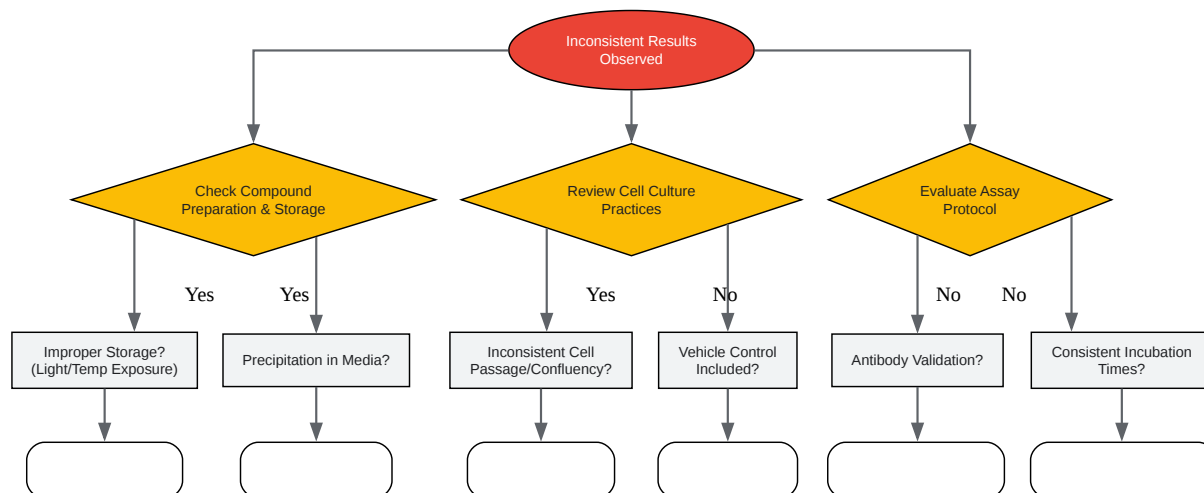 Inconsistent Results
Observed
Check Compound
Preparation & Storage
Review Cell Culture
Practices
Evaluate Assay
Protocol
Yes
Yes
Yes
No
No
No
Improper Storage?
(Light/Temp Exposure)
Precipitation in Media?
Inconsistent Cell
Passage/Confluency?
Vehicle Control
Included?
Antibody Validation?
Consistent Incubation
Times?